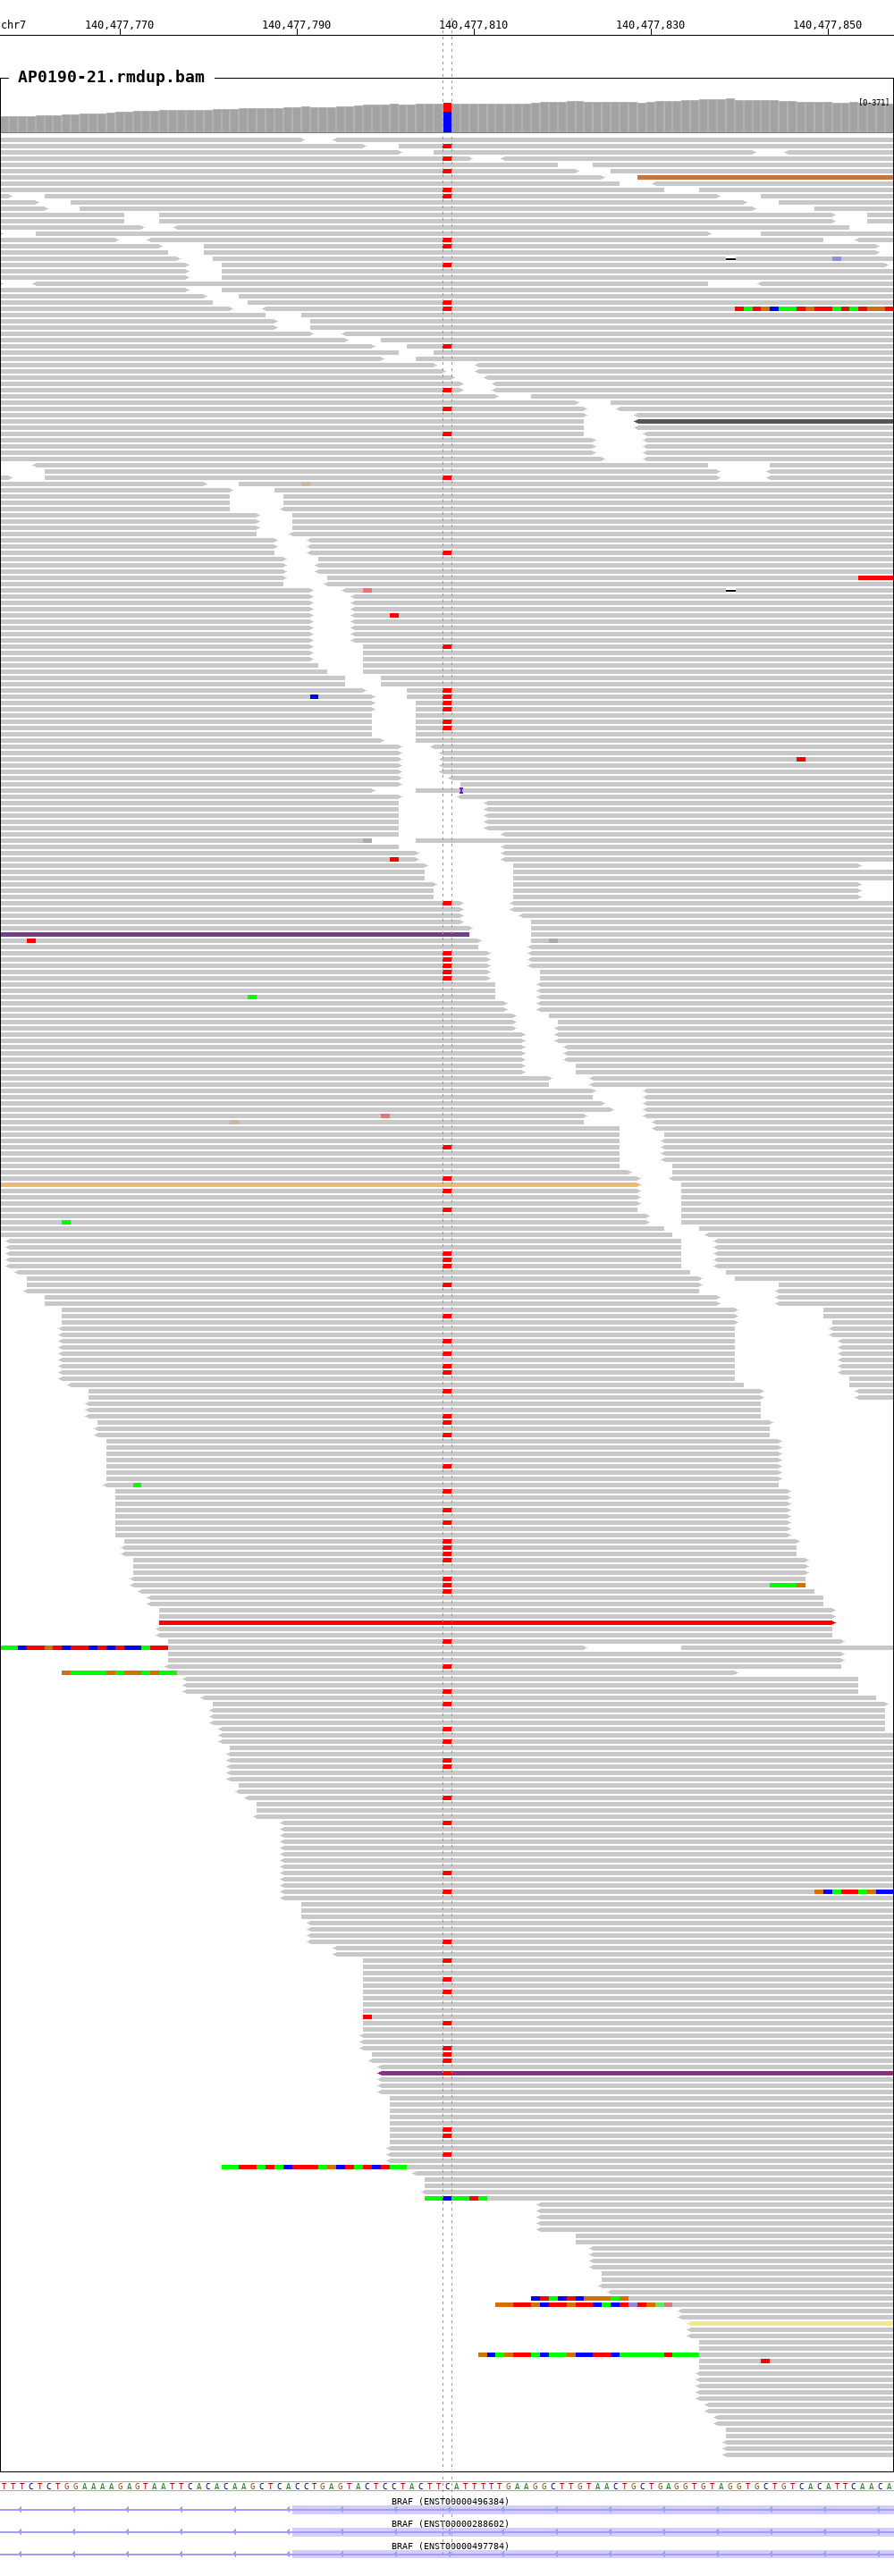 chr7 140,477,770 140,477,790 140,477,810 140,477,830 140,477,850
AP0190-21.rmdup.bam
[0-371]
I
TTTCTCTGGAAAAGAGTAATTCACACAAGCTCACCTGAGTACTCCTACTTCATTTTTGAAGGCTTGTAACTGCTGAGGTGTAGGTGCTGTCACATTCAACA
BRAF (ENST00000496384)
BRAF (ENST00000288602)
BRAF (ENST00000497784)